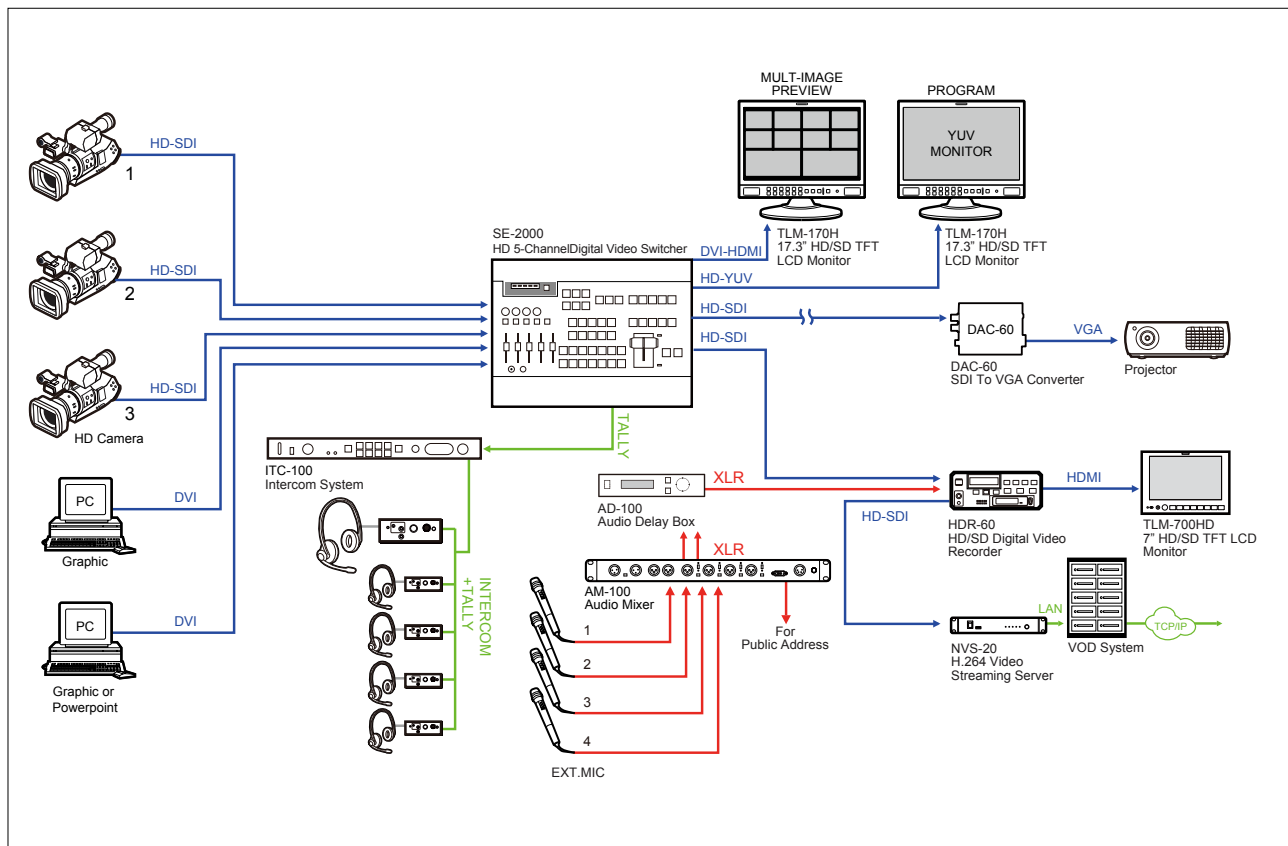 MULT-IMAGE
PREVIEW
PROGRAM
YUV
MONITOR
HD-SDI
1
HD-SDI
2
HD-SDI
3
HD Camera
PC
DVI
Graphic
PC
DVI
Graphic or
Powerpoint
SE-2000
HD 5-ChannelDigital Video Switcher
DVI-HDMI
HD-YUV
HD-SDI
HD-SDI
TLM-170H
17.3" HD/SD TFT
LCD Monitor
TLM-170H
17.3" HD/SD TFT
LCD Monitor
DAC-60
DAC-60
SDI To VGA Converter
VGA
Projector
TALLY
ITC-100
Intercom System
INTERCOM
+TALLY
AD-100
Audio Delay Box
XLR
XLR
AM-100
Audio Mixer
1
2
3
4
EXT.MIC
For
Public Address
HD-SDI
HDR-60
HD/SD Digital Video
Recorder
HDMI
TLM-700HD
7" HD/SD TFT LCD
Monitor
NVS-20
H.264 Video
Streaming Server
LAN
VOD System
TCP/IP